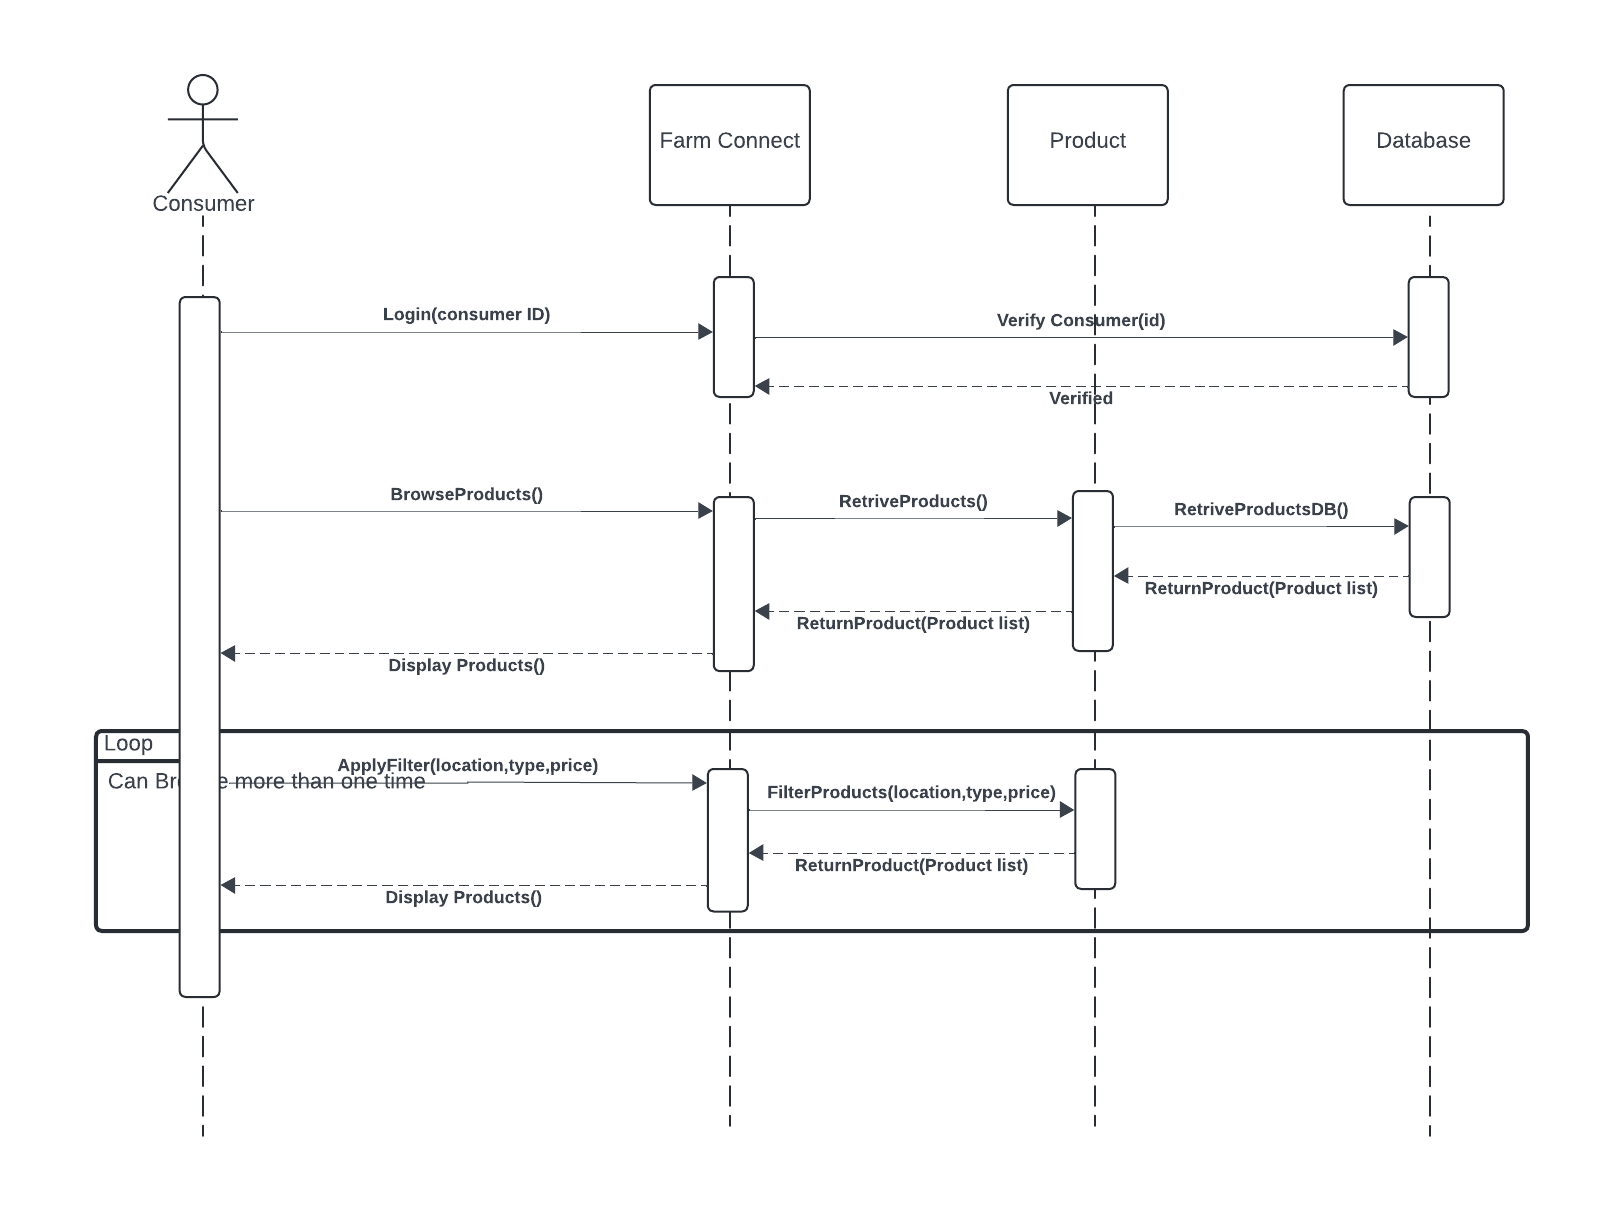 Consumer
Farm Connect
Product
Database
Login(consumer ID)
Verify Consumer(id)
Verified
BrowseProducts()
RetriveProducts()
RetriveProductsDB()
ReturnProduct(Product list)
ReturnProduct(Product list)
Display Products()
Loop
ApplyFilter(location,type,price)
Can more than one time
FilterProducts(location,type,price)
ReturnProduct(Product list)
Display Products()